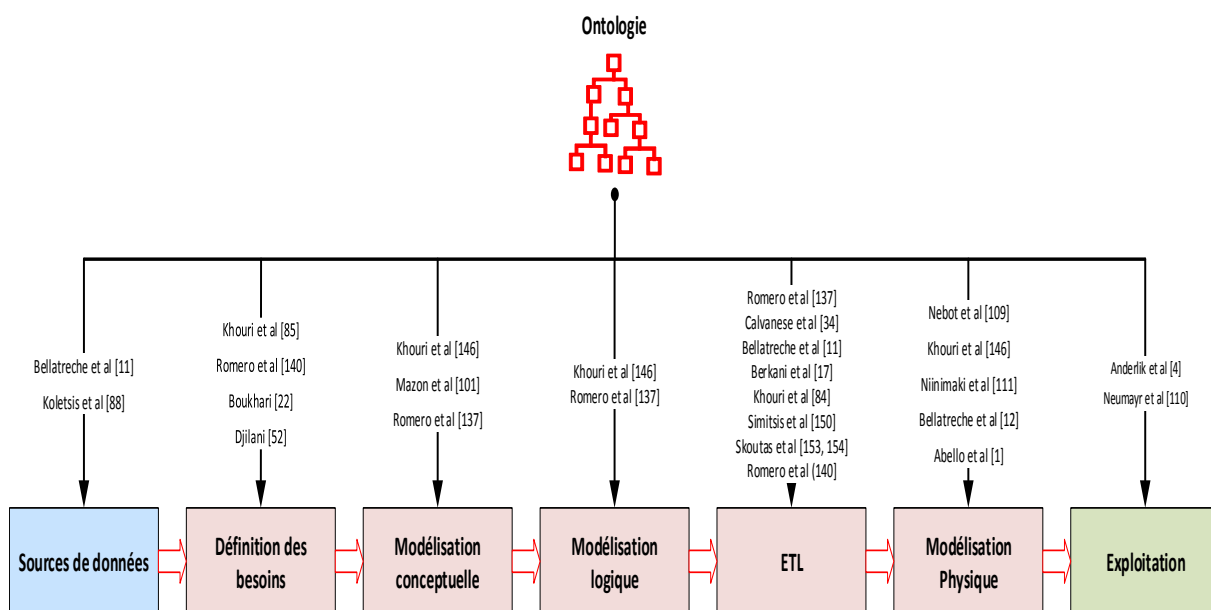 Ontologie
Bellatreche et al [11]
Koletsis et al [88]
Khouri et al [85]
Romero et al [140]
Boukhari [22]
Djilani [52]
Khouri et al [146]
Mazon et al [101]
Romero et al [137]
Khouri et al [146]
Romero et al [137]
Romero et al [137]
Calvanese et al [34]
Bellatreche et al [11]
Berkani et al [17]
Khouri et al [84]
Simitsis et al [150]
Skoutas et al [153, 154]
Romero et al (140]
Nebot et al [109]
Khouri et al [146]
Niinimaki et al [111]
Bellatreche et al [12]
Abello et al [1]
Anderlik et al [4]
Neumayr et al [110]
Sources de données
Définition des
besoins
Modélisation
conceptuelle
Modélisation
logique
ETL
Modélisation
Physique
Exploitation